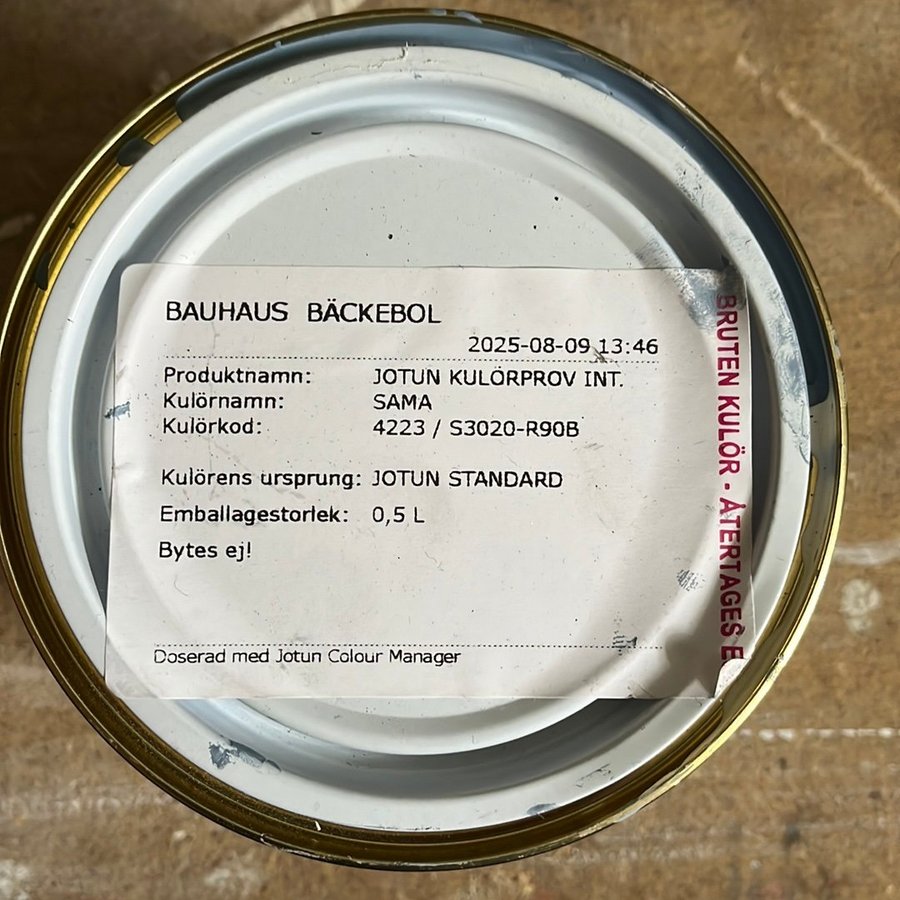 BAUHAUS BÄCKEBOL
2025-08-09 13:46
Produktnamn: JOTUN KULÖRPROV INT.
Kulörnamn: SAMA
Kulörkod: 4223 / S3020-R90B
Kulörens ursprung: JOTUN STANDARD
Emballagestorlek: 0,5 L
Bytes ej!
Doserad med Jotun Colour Manager
BRUTEN KULÖR - ÅTERTAGES